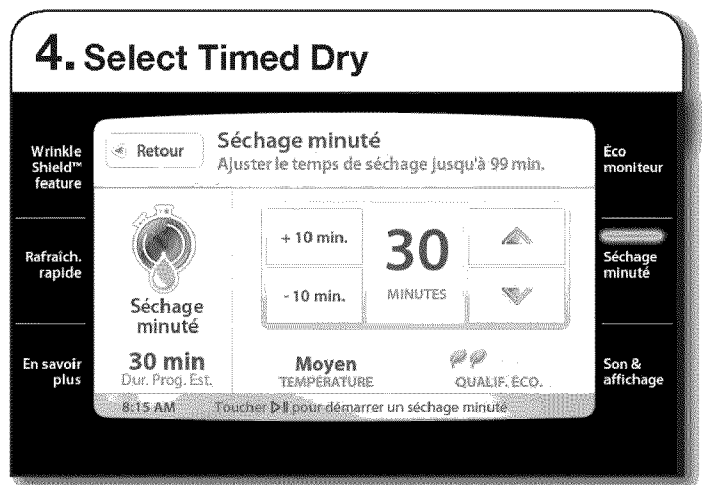 4. Select Timed Dry
Wrinkle
Shield™
feature
Retour
Séchage minuté
Ajuster le temps de séchage jusqu'à 99 min.
Éco
moniteur
Rafraîch.
rapide
+ 10 min.
- 10 min.
30
MINUTES
Séchage
minuté
Séchage
minuté
En savoir
plus
30 min
Dur. Prog. Est.
Moyen
TEMPÉRATURE
QUALIF. ÉCO.
Son &
affichage
8:15 AM
Toucher ▷II pour démarrer un séchage minuté